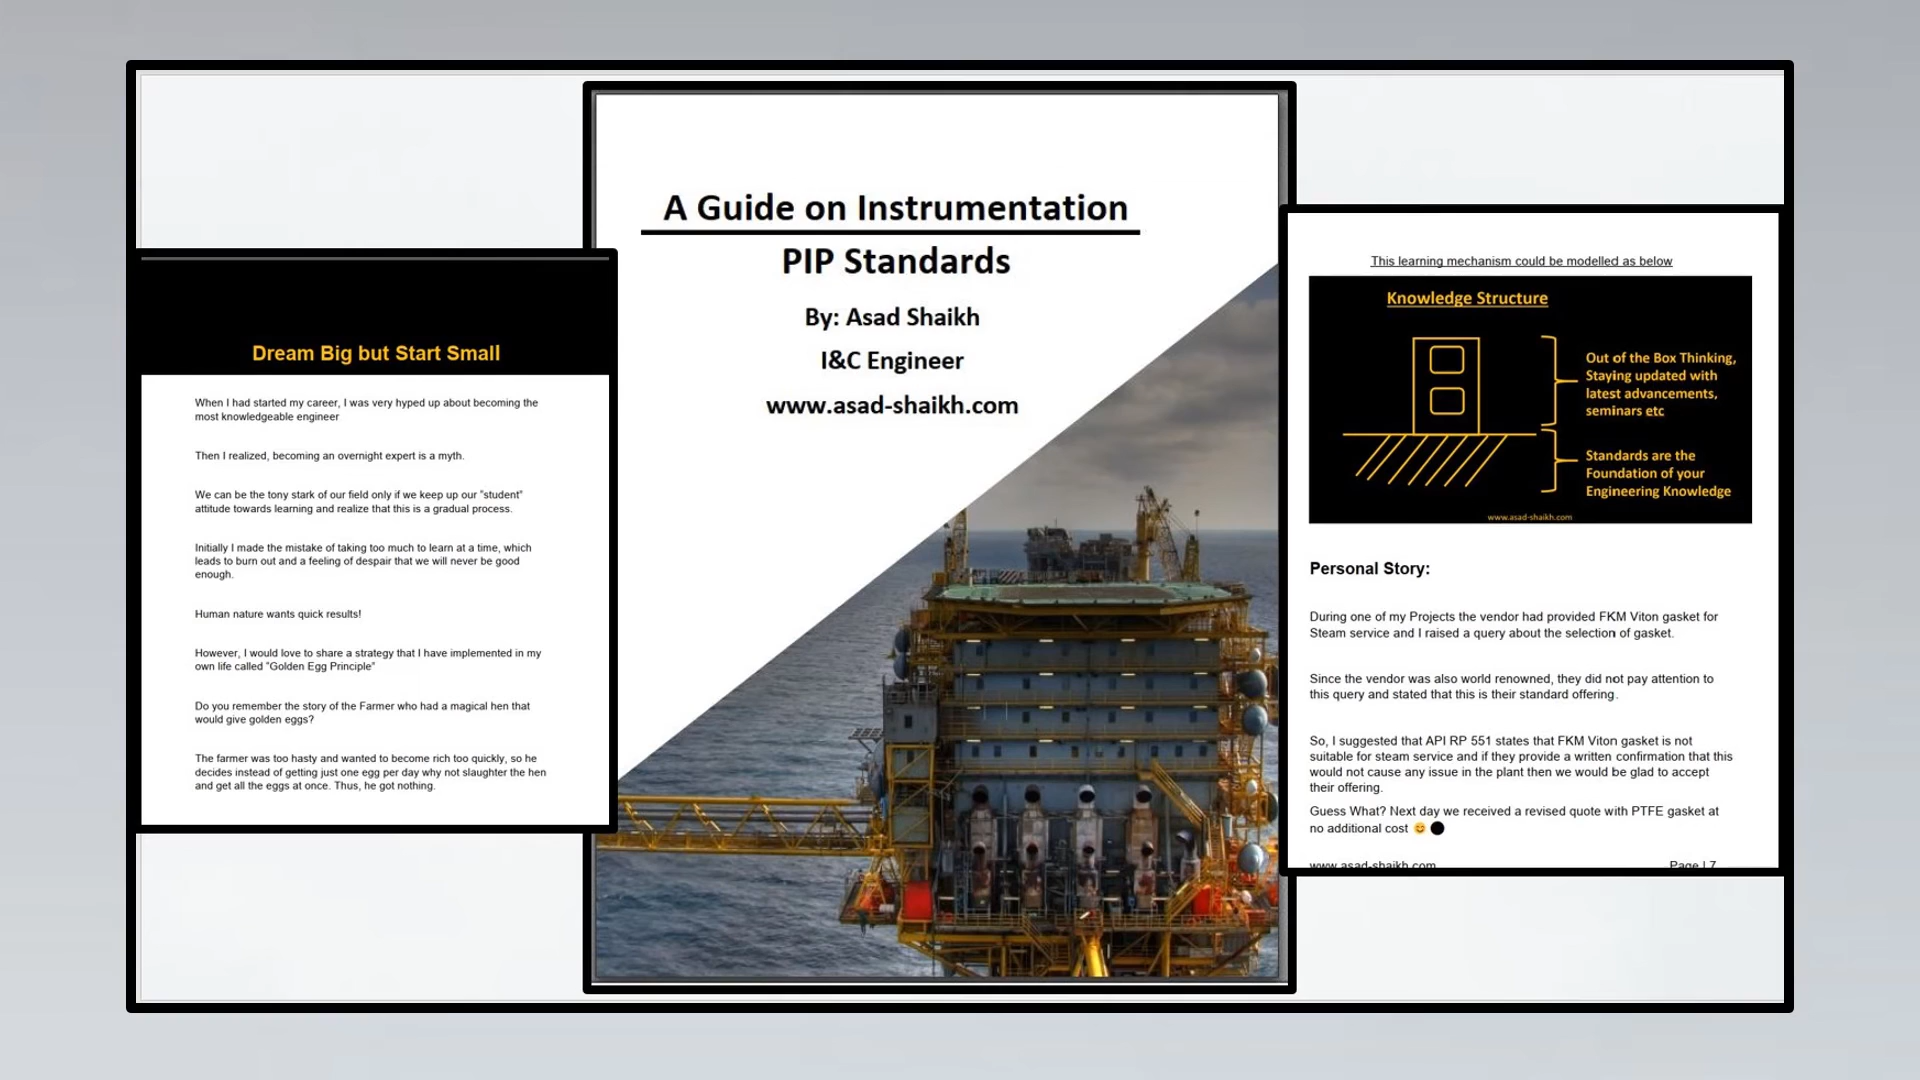 Dream Big but Start Small
When I had started my career, I was very hyped up about becoming the
most knowledgeable engineer
Then I realized, becoming an overnight expert is a myth.
We can be the tony stark of our field only if we keep up our "student"
attitude towards learning and realize that this is a gradual process.
Initially I made the mistake of taking too much to learn at a time, which
leads to burn out and a feeling of despair that we will never be good
enough.
Human nature wants quick results!
However, I would love to share a strategy that I have implemented in my
own life called "Golden Egg Principle"
Do you remember the story of the Farmer who had a magical hen that
would give golden eggs?
The farmer was too hasty and wanted to become rich too quickly, so he
decides instead of getting just one egg per day why not slaughter the hen
and get all the eggs at once. Thus, he got nothing.
A Guide on Instrumentation
PIP Standards
By: Asad Shaikh
I&C Engineer
www.asad-shaikh.com
This learning mechanism could be modelled as below
Knowledge Structure
Out of the Box Thinking,
Staying updated with
latest advancements,
seminars etc
Standards are the
Foundation of your
Engineering Knowledge
www.asad-shaikh.com
Personal Story:
During one of my Projects the vendor had provided FKM Viton gasket for
Steam service and I raised a query about the selection of gasket.
Since the vendor was also world renowned, they did not pay attention to
this query and stated that this is their standard offering.
So, I suggested that API RP 551 states that FKM Viton gasket is not
suitable for steam service and if they provide a written confirmation that this
would not cause any issue in the plant then we would be glad to accept
their offering.
Guess What? Next day we received a revised quote with PTFE gasket at
no additional cost 😊 ⚫
www.asad-shaikh.com Page | 7